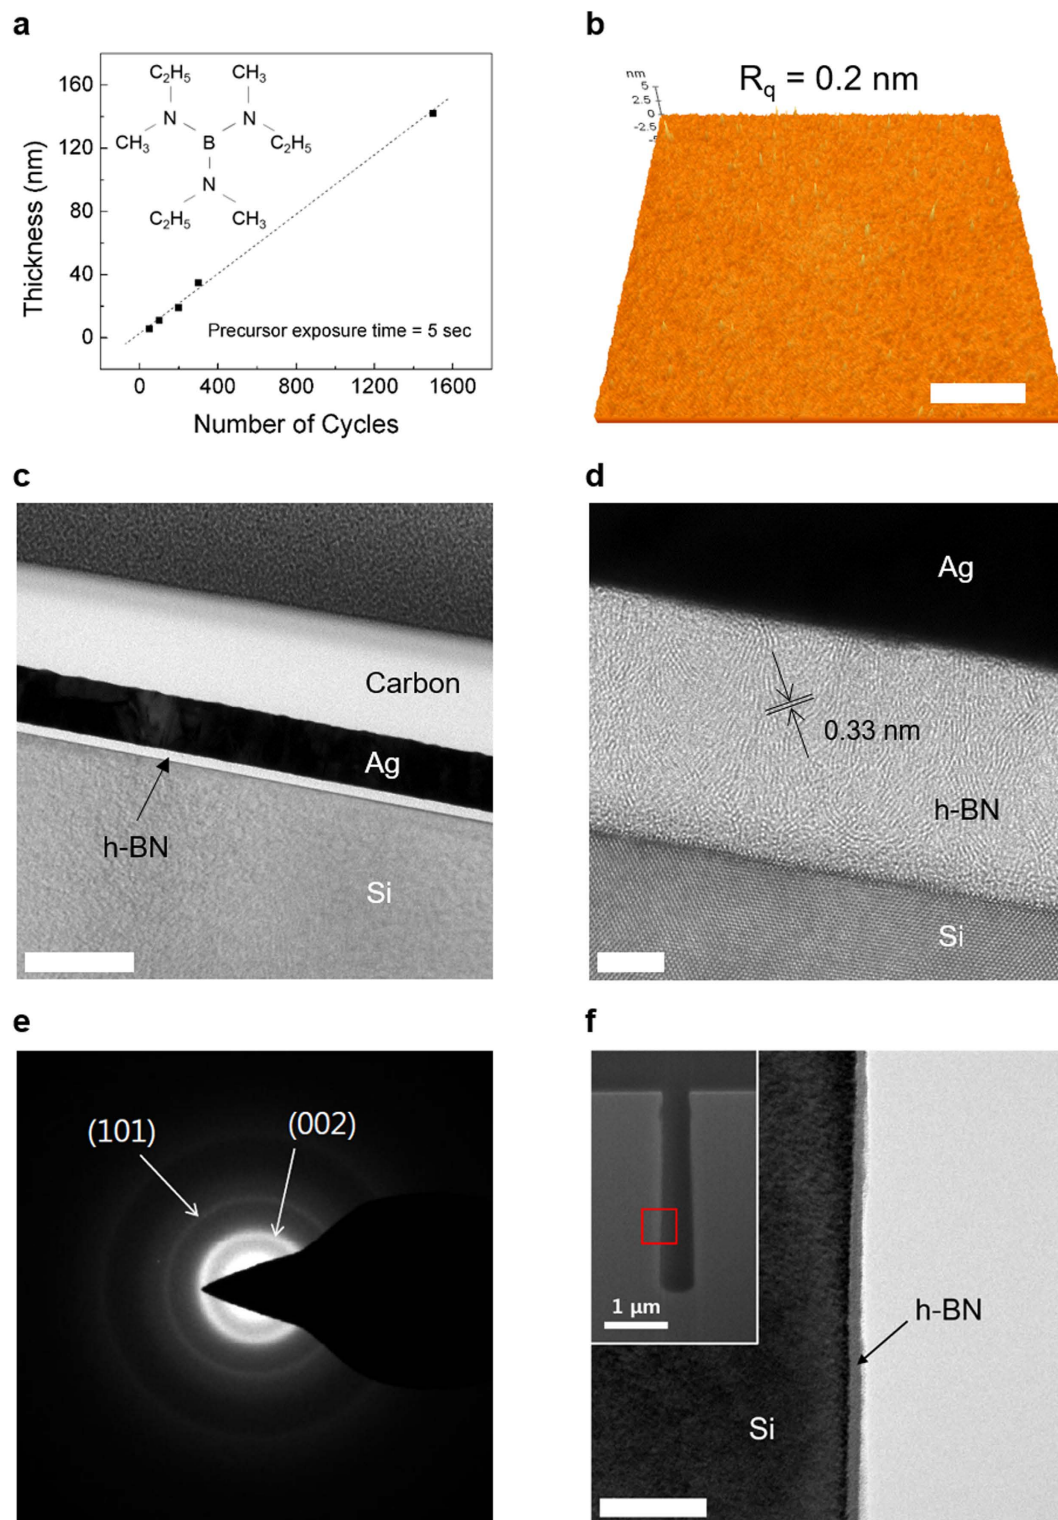 a
160
120
80
40
0
Thickness (nm)
C₂H₅ CH₃
N N
CH₃ B C₂H₅
N
C₂H₅ CH₃
Precursor exposure time = 5 sec
0 400 800 1200 1600
Number of Cycles
b
nm
5
2.5
0
-2.5
R_q = 0.2 nm
c
Carbon
Ag
h-BN
Si
d
Ag
0.33 nm
h-BN
Si
e
(101)
(002)
f
1 μm
h-BN
Si